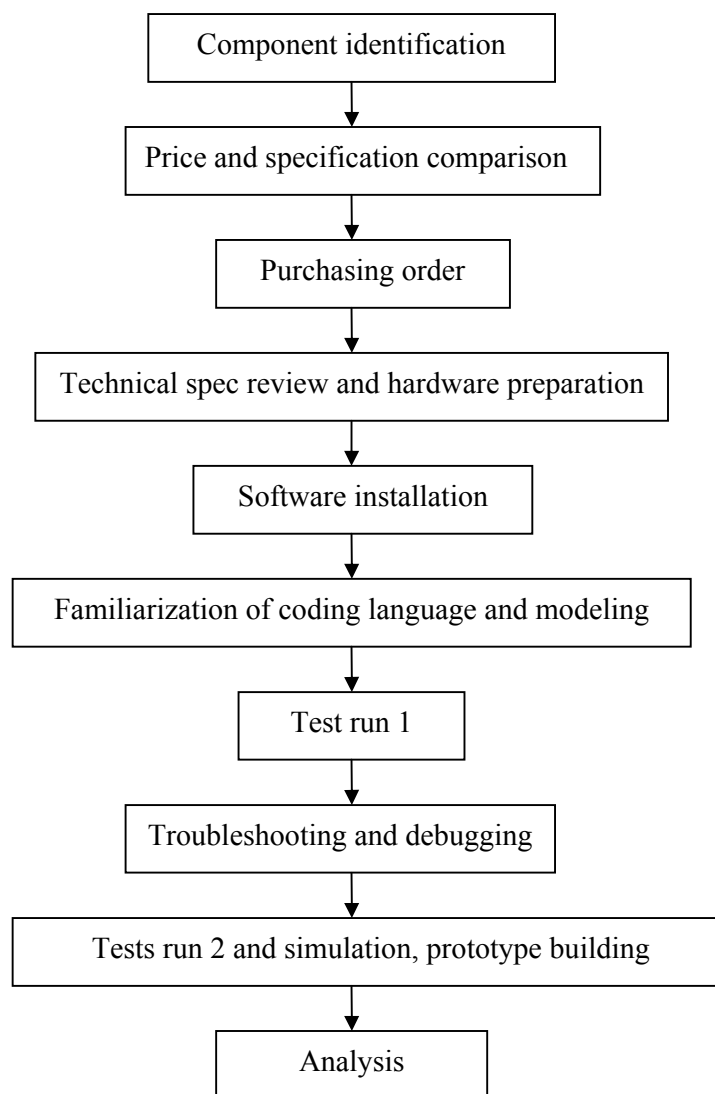 Component identification
Price and specification comparison
Purchasing order
Technical spec review and hardware preparation
Software installation
Familiarization of coding language and modeling
Test run 1
Troubleshooting and debugging
Tests run 2 and simulation, prototype building
Analysis